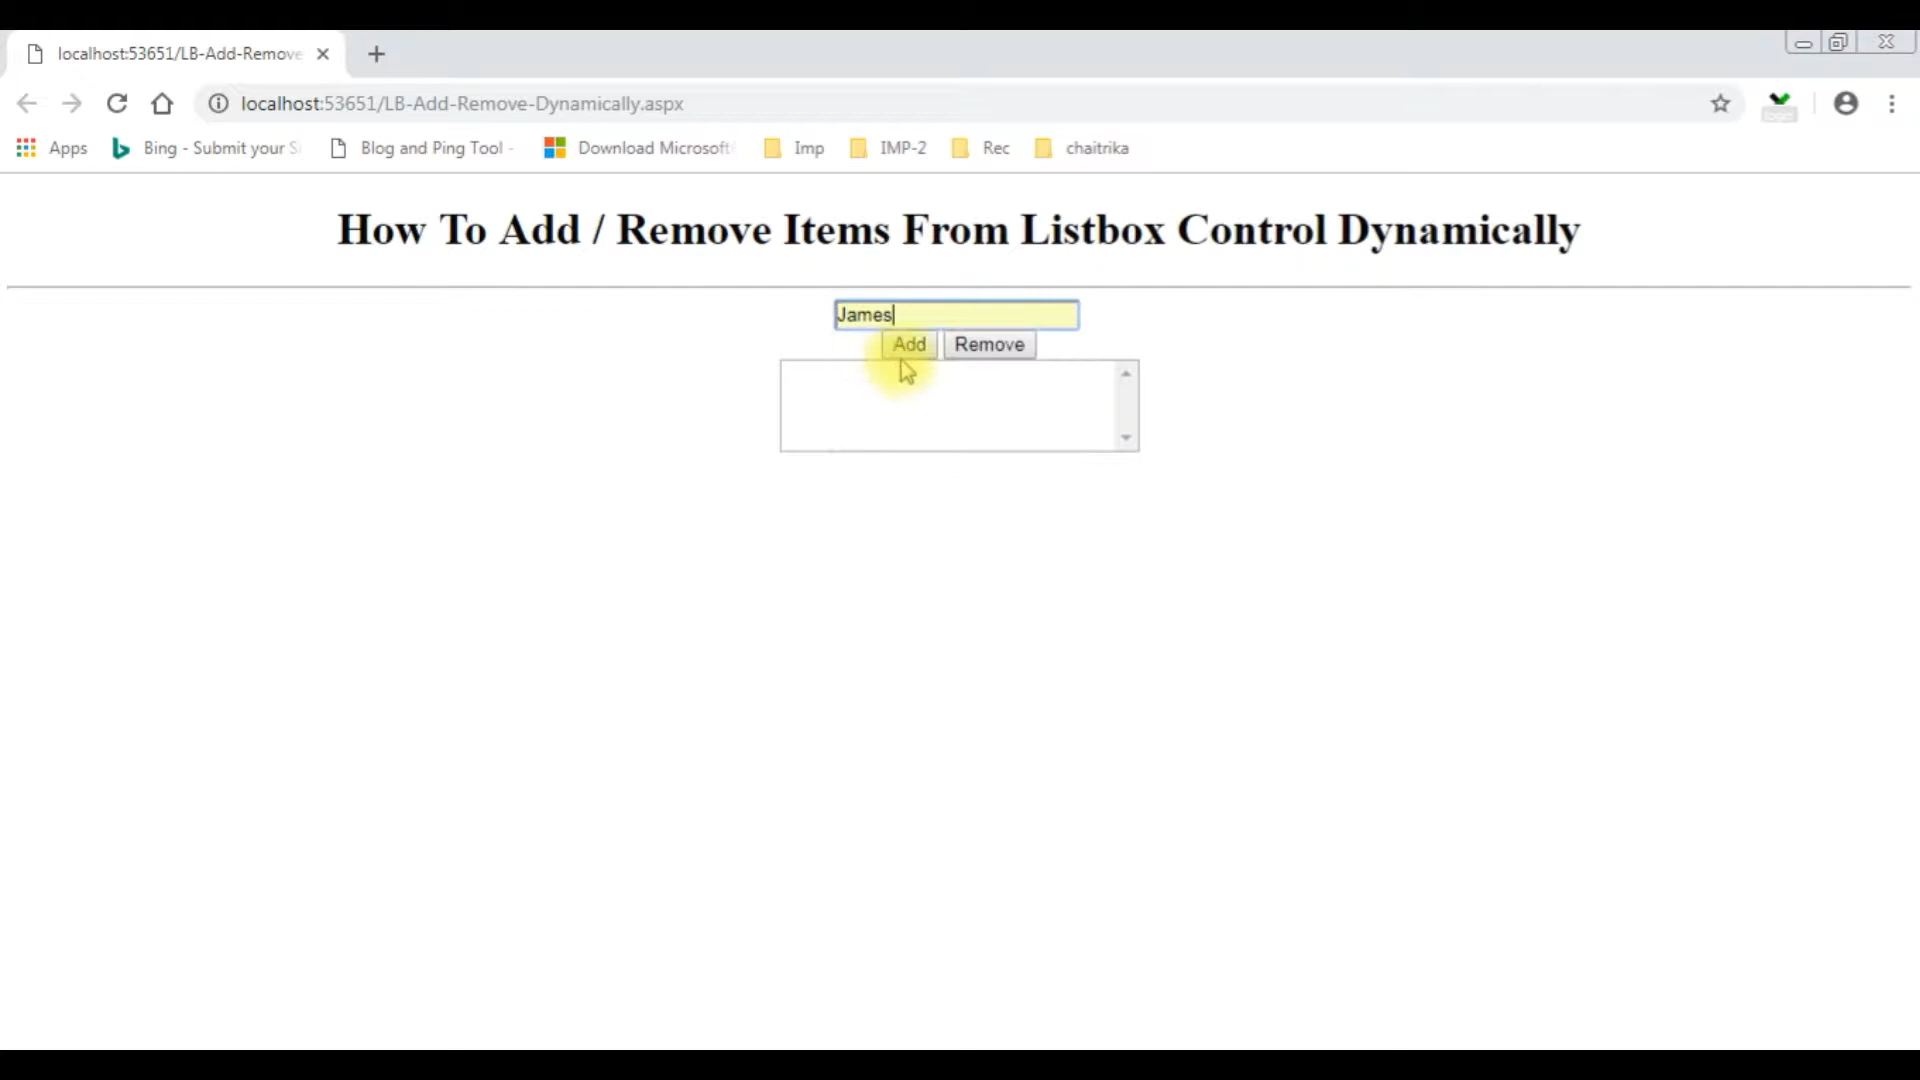 localhost:53651/LB-Add-Remove
localhost:53651/LB-Add-Remove-Dynamically.aspx
Apps Bing - Submit your Blog and Ping Tool - Download Microsoft Imp IMP-2 Rec chaitrika
How To Add / Remove Items From Listbox Control Dynamically
James
Add Remove